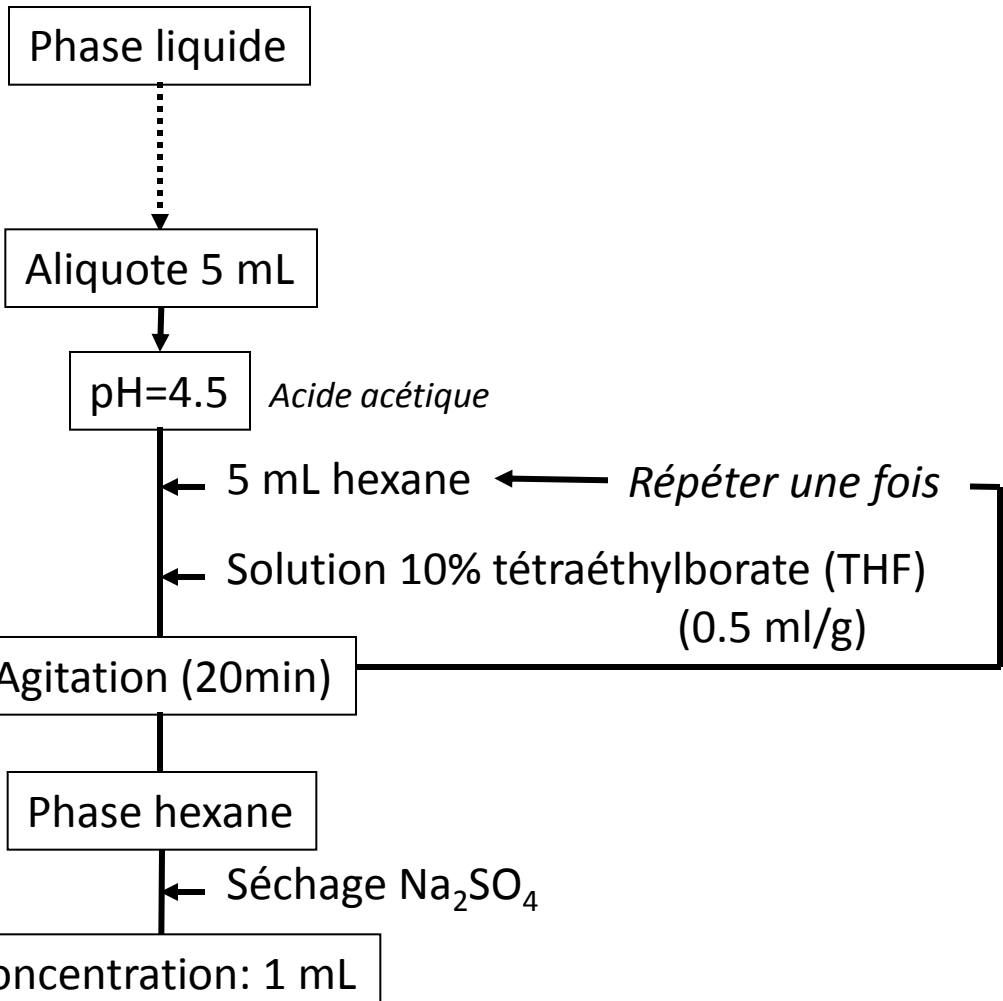 Phase liquide
Aliquote 5 mL
pH=4.5 Acide acétique
5 mL hexane Répéter une fois
Solution 10% tétraéthylborate (THF)
(0.5 ml/g)
Agitation (20min)
Phase hexane
Séchage Na₂SO₄
oncentration: 1 mL